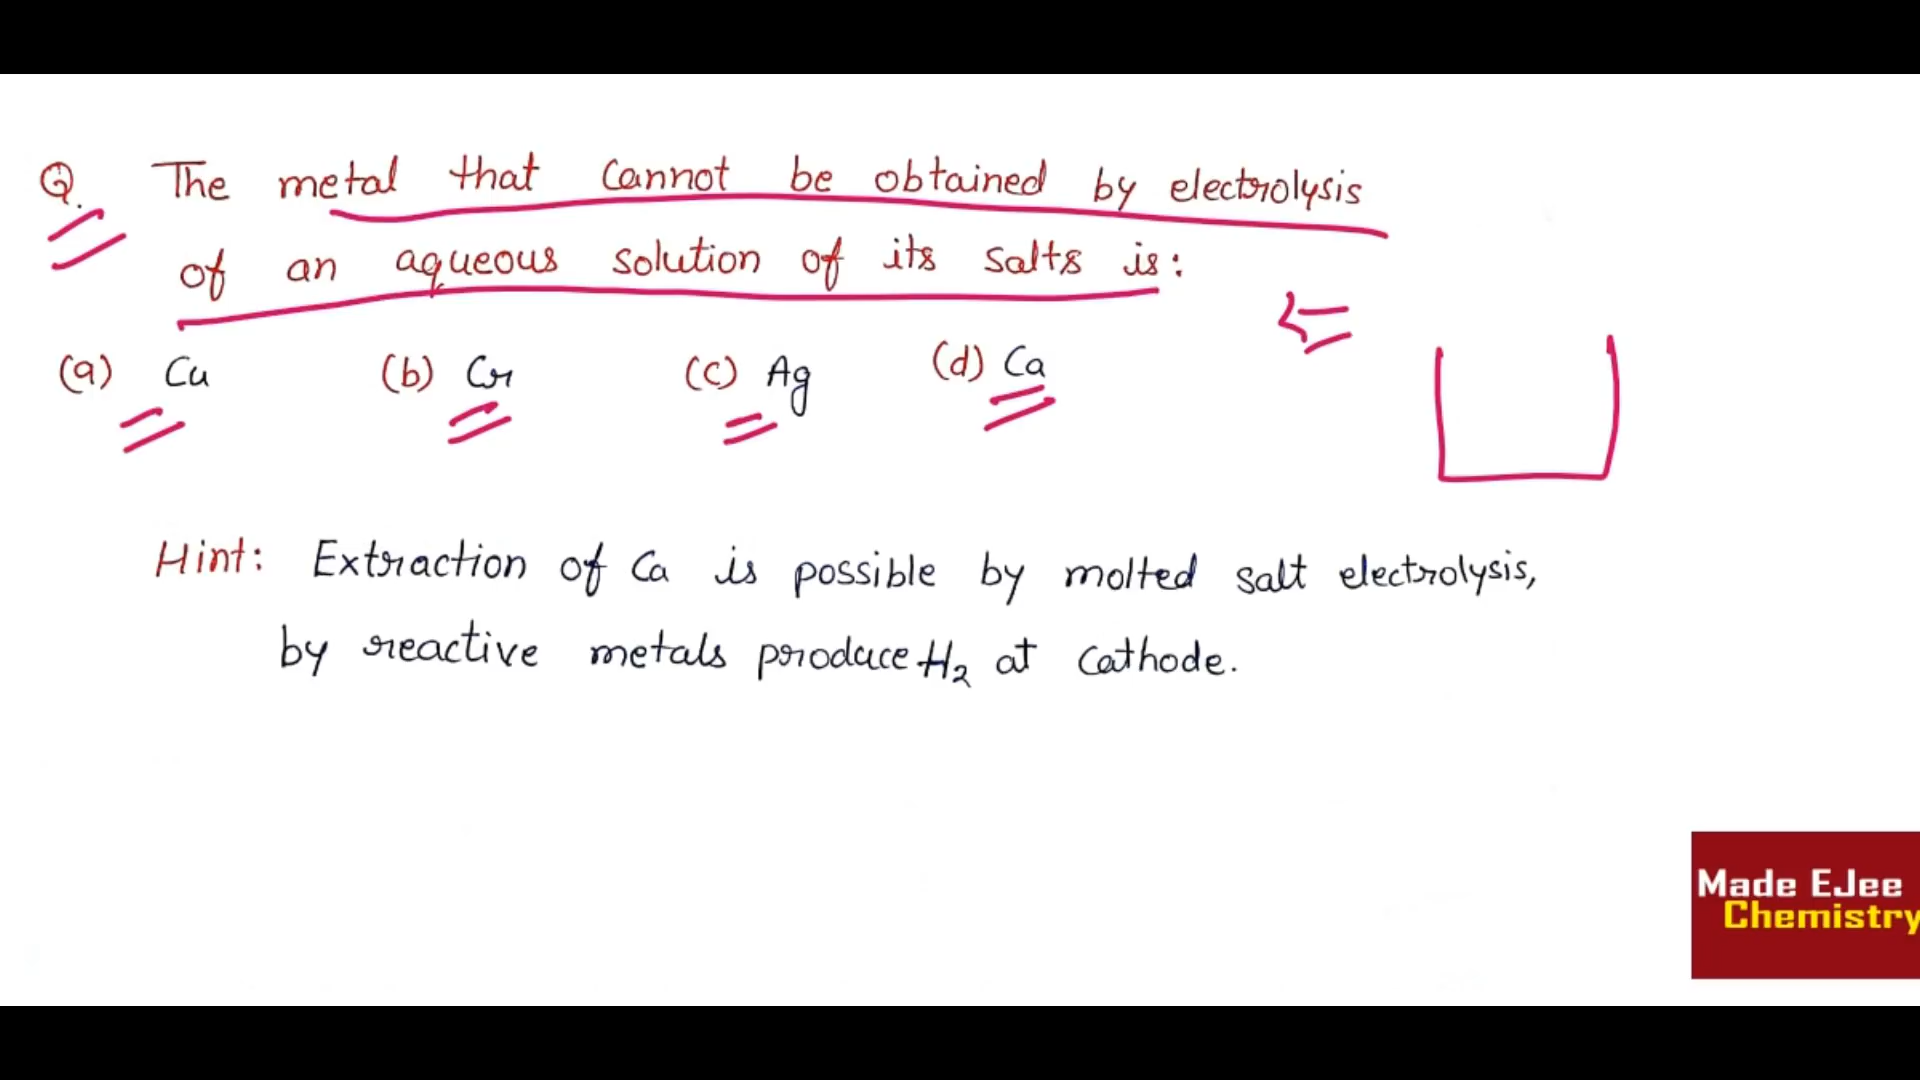 Q. The metal that cannot be obtained by electrolysis
of an aqueous solution of its salts is:
(a) Cu (b) Cr (c) Ag (d) Ca
Hint: Extraction of Ca is possible by molted salt electrolysis,
by reactive metals produce H₂ at cathode.
Made EJee
Chemistry